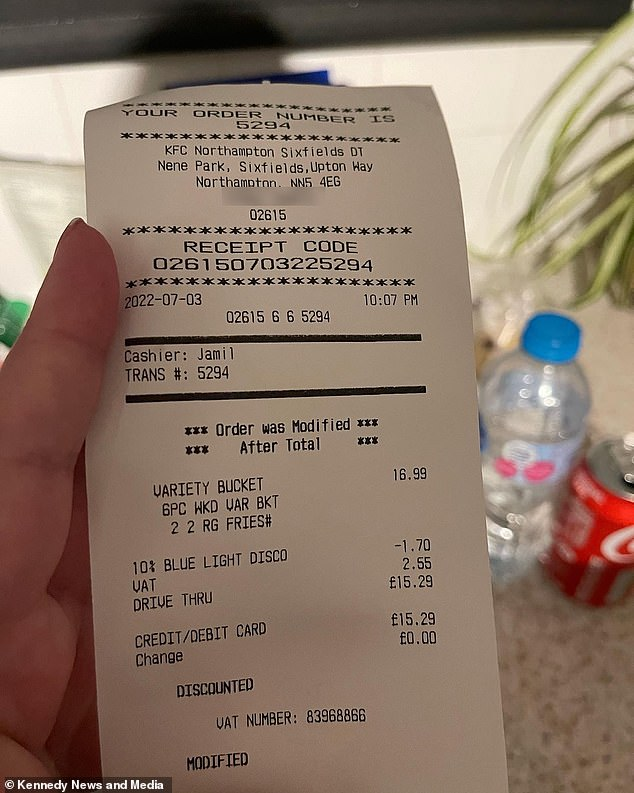 *********************
YOUR ORDER NUMBER IS
5294
*********************
KFC Northampton Sixfields DT
Nene Park, Sixfields,Upton Way
Northampton, NN5 4EG
02615
*********************
RECEIPT CODE
0261507032​25294
*********************
2022-07-03 10:07 PM
02615 6 6 5294
Cashier: Jamil
TRANS #: 5294
*** Order was Modified ***
*** After Total ***
VARIETY BUCKET 16.99
6PC WKD VAR BKT
2 2 RG FRIES#
10% BLUE LIGHT DISCO -1.70
VAT 2.55
DRIVE THRU £15.29
CREDIT/DEBIT CARD £15.29
Change £0.00
DISCOUNTED
VAT NUMBER: 83968866
MODIFIED
© Kennedy News and Media